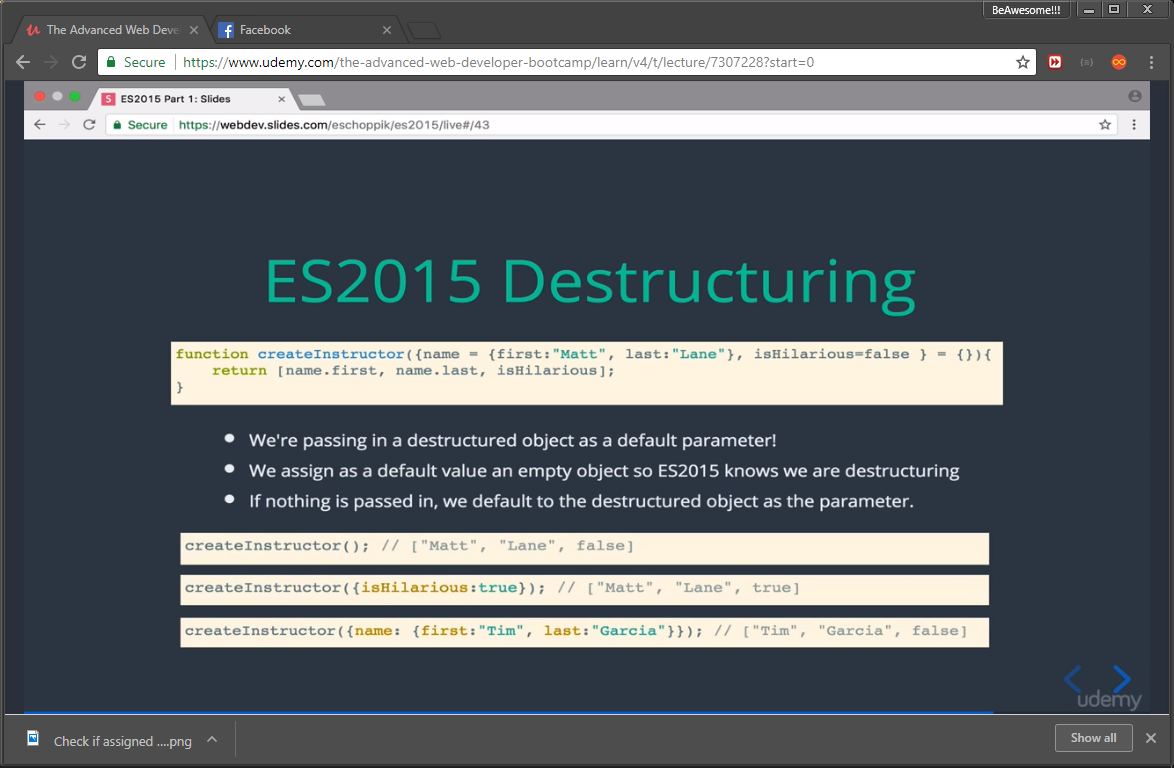 BeAwesome!!!
The Advanced Web Deve
Facebook
Secure https://www.udemy.com/the-advanced-web-developer-bootcamp/learn/v4/t/lecture/7307228?start=0
S ES2015 Part 1: Slides
Secure https://webdev.slides.com/eschoppik/es2015/live#/43
ES2015 Destructuring
function createInstructor({name = {first:"Matt", last:"Lane"}, isHilarious=false } = {}){
return [name.first, name.last, isHilarious];
}
• We're passing in a destructured object as a default parameter!
• We assign as a default value an empty object so ES2015 knows we are destructuring
• If nothing is passed in, we default to the destructured object as the parameter.
createInstructor(); // ["Matt", "Lane", false]
createInstructor({isHilarious:true}); // ["Matt", "Lane", true]
createInstructor({name: {first:"Tim", last:"Garcia"}}); // ["Tim", "Garcia", false]
udemy
Check if assigned ....png
Show all